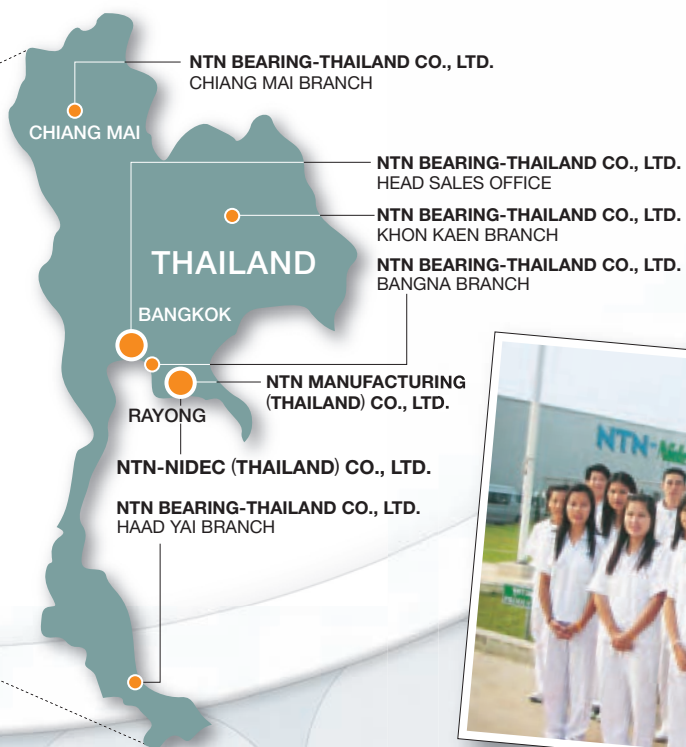 NTN BEARING-THAILAND CO., LTD.
CHIANG MAI BRANCH
CHIANG MAI
NTN BEARING-THAILAND CO., LTD.
HEAD SALES OFFICE
NTN BEARING-THAILAND CO., LTD.
KHON KAEN BRANCH
THAILAND
NTN BEARING-THAILAND CO., LTD.
BANGNA BRANCH
BANGKOK
NTN MANUFACTURING
(THAILAND) CO., LTD.
RAYONG
NTN-NIDEC (THAILAND) CO., LTD.
NTN BEARING-THAILAND CO., LTD.
HAAD YAI BRANCH
NTN-